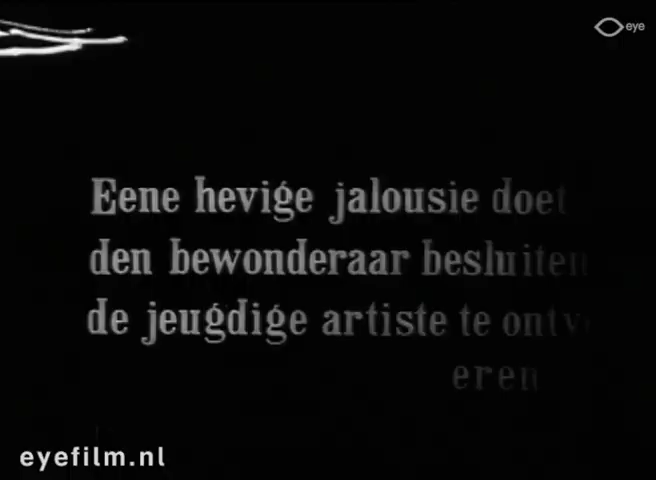 eye
Eene hevige jalousie doet
den bewonderaar besluiten
de jeugdige artiste te ontv
eren
eyefilm.nl